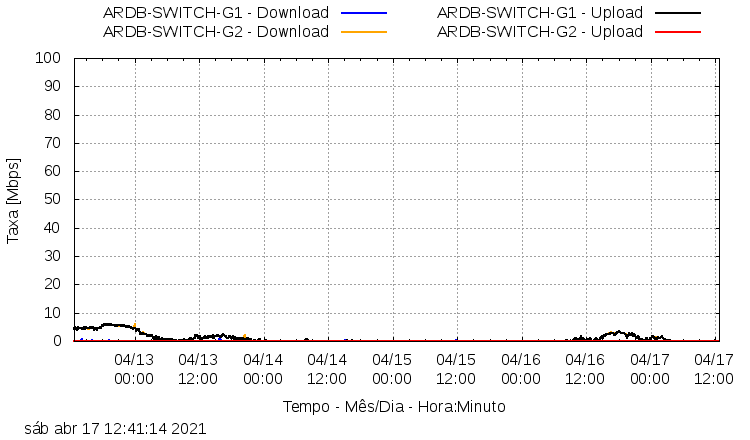 ARDB-SWITCH-G1 - Download ARDB-SWITCH-G1 - Upload
ARDB-SWITCH-G2 - Download ARDB-SWITCH-G2 - Upload
100
90
80
70
60
50
40
30
20
10
0
Taxa [Mbps]
04/13 04/13 04/14 04/14 04/15 04/15 04/16 04/16 04/17 04/17
00:00 12:00 00:00 12:00 00:00 12:00 00:00 12:00 00:00 12:00
Tempo - Mês/Dia - Hora:Minuto
sáb abr 17 12:41:14 2021